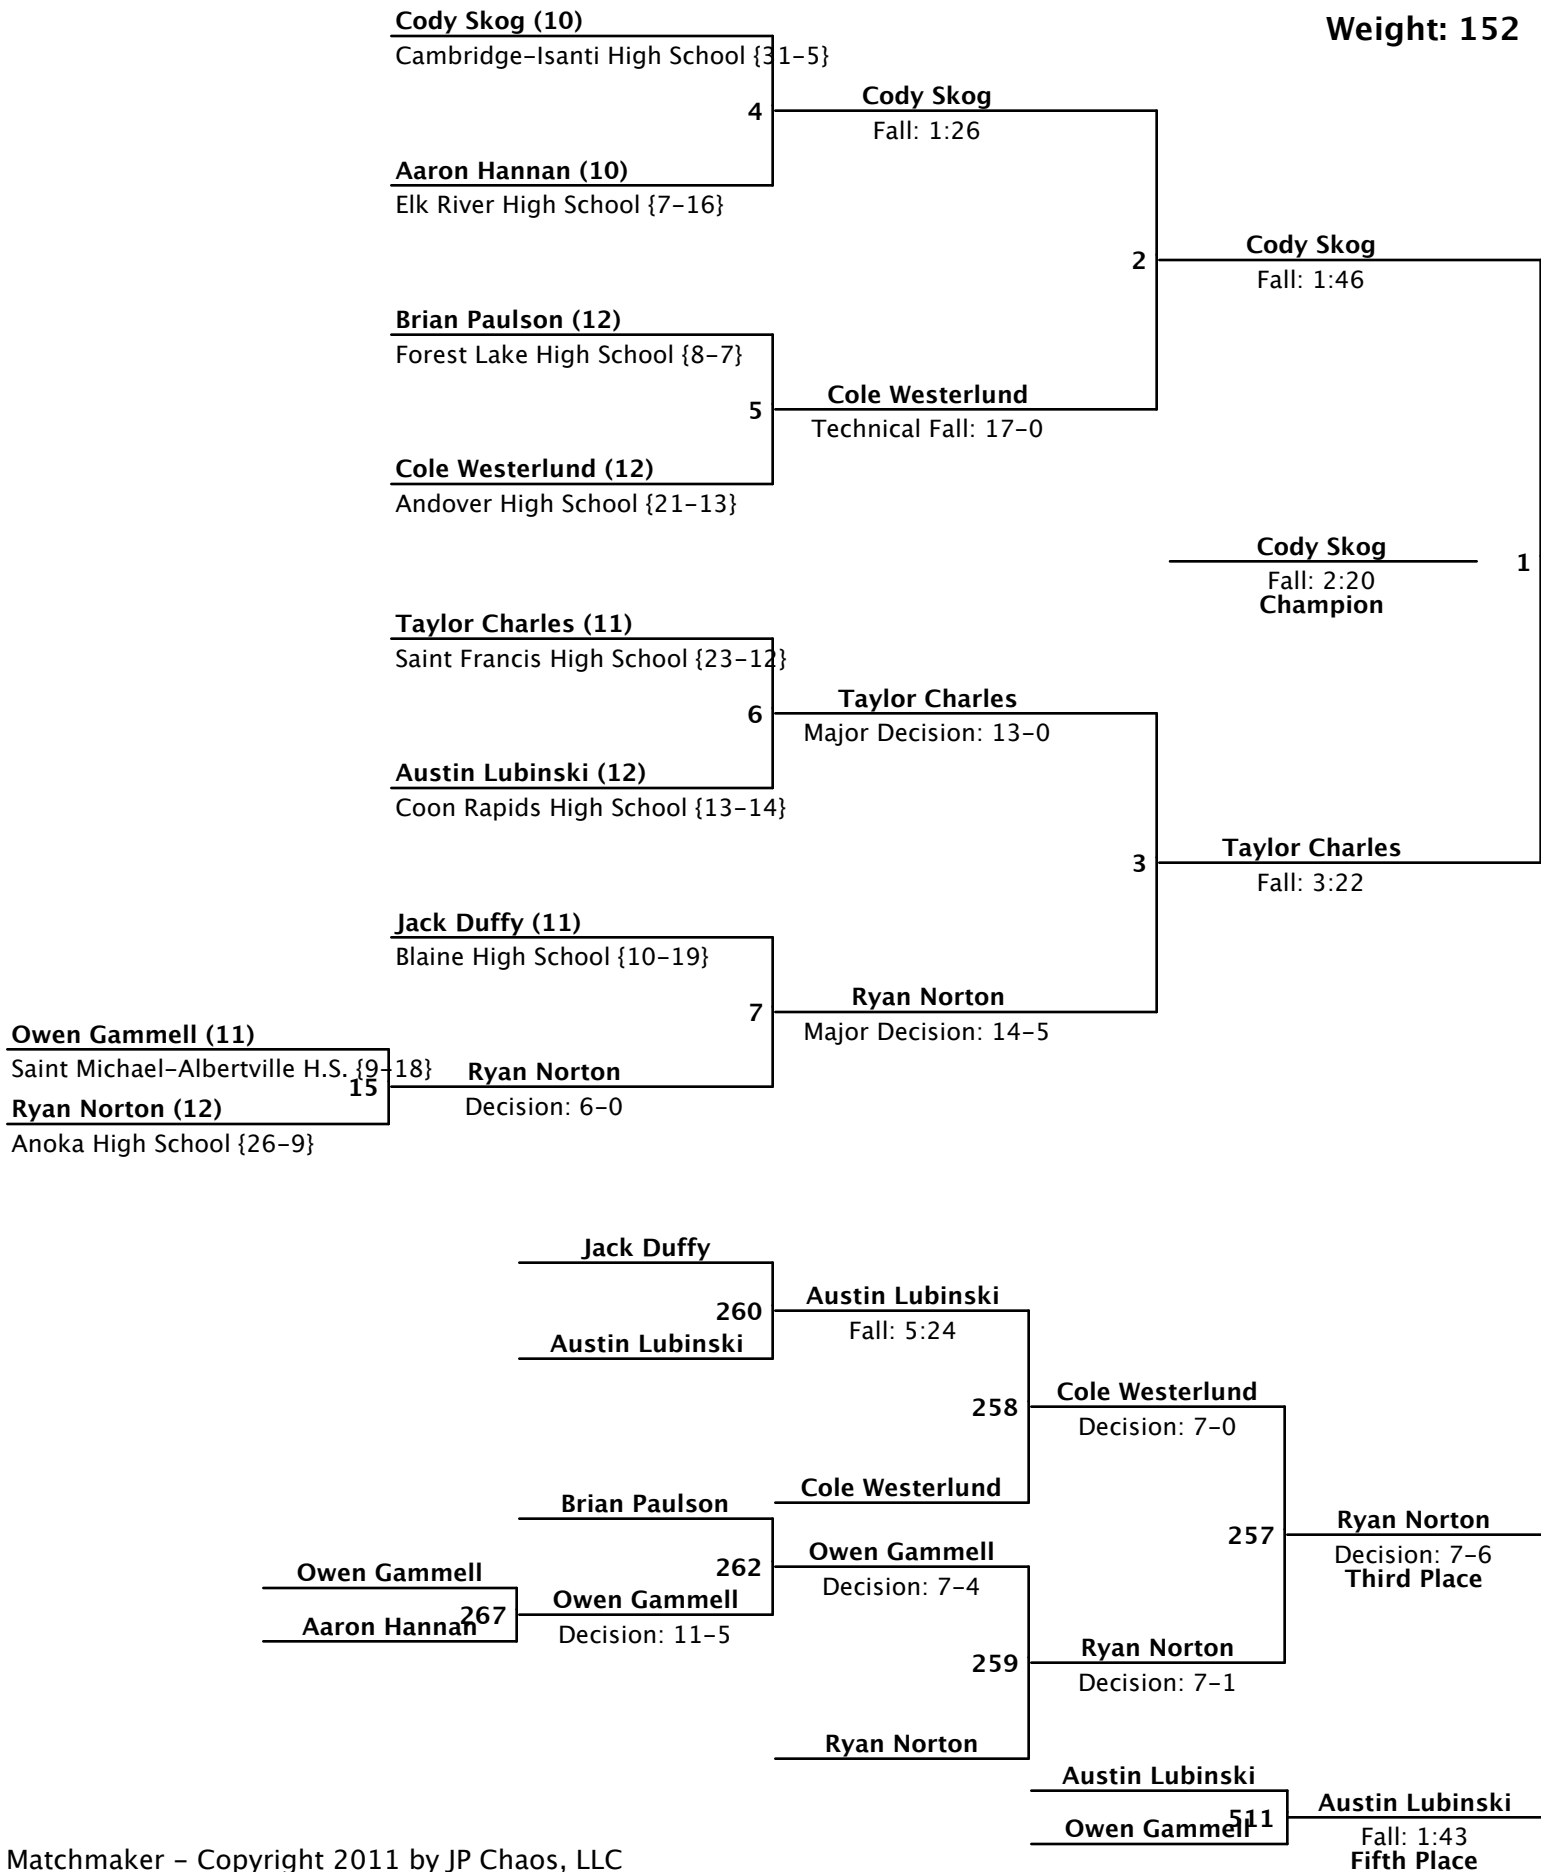 Cody Skog (10)
Weight: 152
Cambridge-Isanti High School {31-5}
Cody Skog
4
Fall: 1:26
Aaron Hannan (10)
Elk River High School {7-16}
Cody Skog
2
Fall: 1:46
Brian Paulson (12)
Forest Lake High School {8-7}
Cole Westerlund
5
Technical Fall: 17-0
Cole Westerlund (12)
Andover High School {21-13}
Cody Skog
1
Fall: 2:20
Champion
Taylor Charles (11)
Saint Francis High School {23-12}
Taylor Charles
6
Major Decision: 13-0
Austin Lubinski (12)
Coon Rapids High School {13-14}
Taylor Charles
3
Fall: 3:22
Jack Duffy (11)
Blaine High School {10-19}
Ryan Norton
7
Major Decision: 14-5
Owen Gammell (11)
Saint Michael-Albertville H.S. {9-18}
Ryan Norton
15
Ryan Norton (12)
Decision: 6-0
Anoka High School {26-9}
Jack Duffy
Austin Lubinski
260
Fall: 5:24
Austin Lubinski
Cole Westerlund
258
Decision: 7-0
Cole Westerlund
Brian Paulson
Ryan Norton
257
Decision: 7-6
Third Place
Owen Gammell
262
Decision: 7-4
Owen Gammell
Owen Gammell
267
Aaron Hannan
Decision: 11-5
Ryan Norton
259
Decision: 7-1
Ryan Norton
Austin Lubinski
Austin Lubinski
511
Owen Gammell
Fall: 1:43
Fifth Place
Matchmaker - Copyright 2011 by JP Chaos, LLC